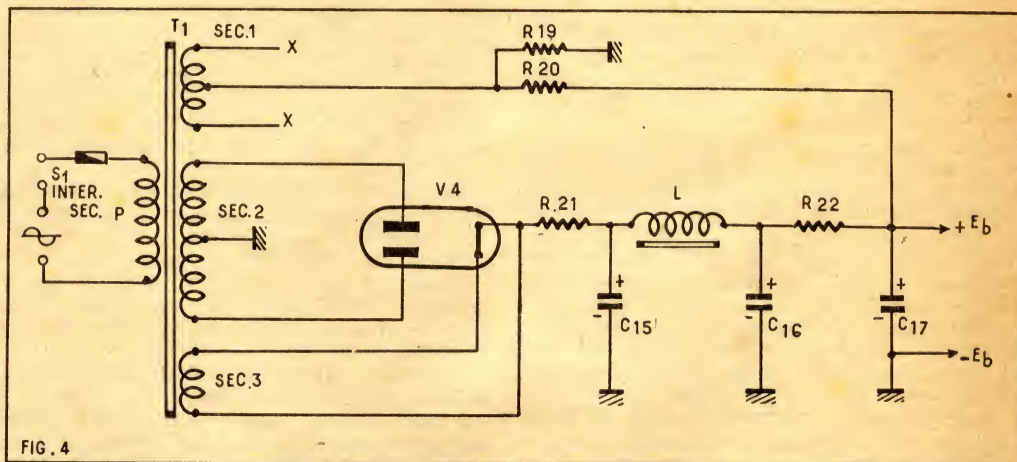 T1
SEC.1
X
R19
R20
X
S1
INTER.
SEC.
P
SEC.2
V4
R.21
L
R22
+Eb
+
C15
-
+
C16
-
+
C17
-
-Eb
SEC.3
FIG. 4